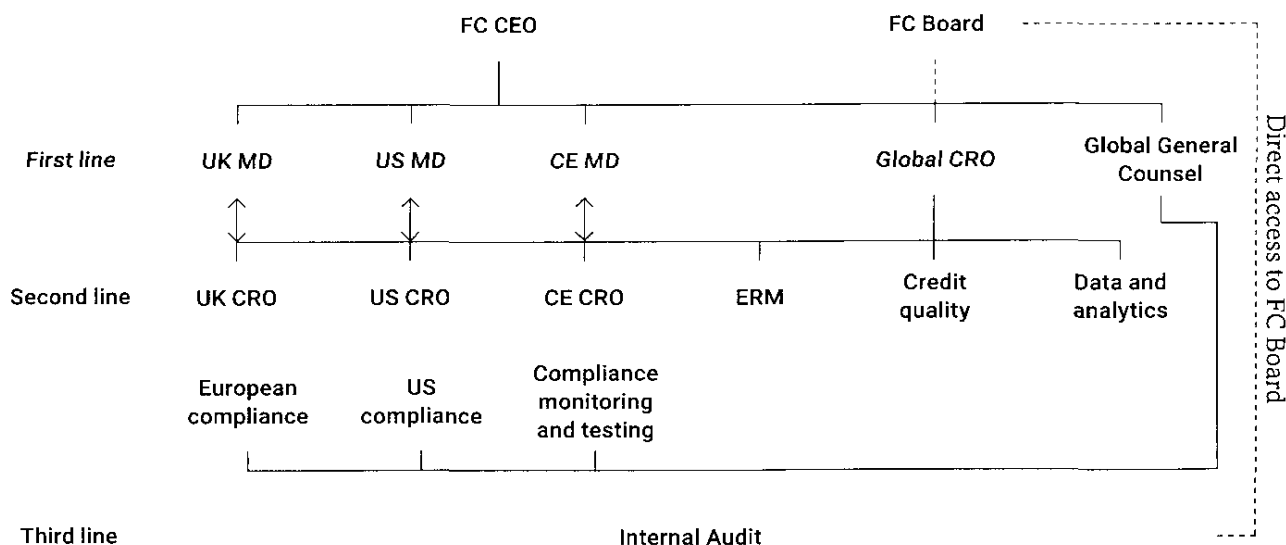 FC CEO
FC Board
First line
UK MD
US MD
CE MD
Global CRO
Global General
Counsel
Second line
UK CRO
US CRO
CE CRO
ERM
Credit
quality
Data and
analytics
European
compliance
US
compliance
Compliance
monitoring
and testing
Third line
Internal Audit
Direct access to FC Board